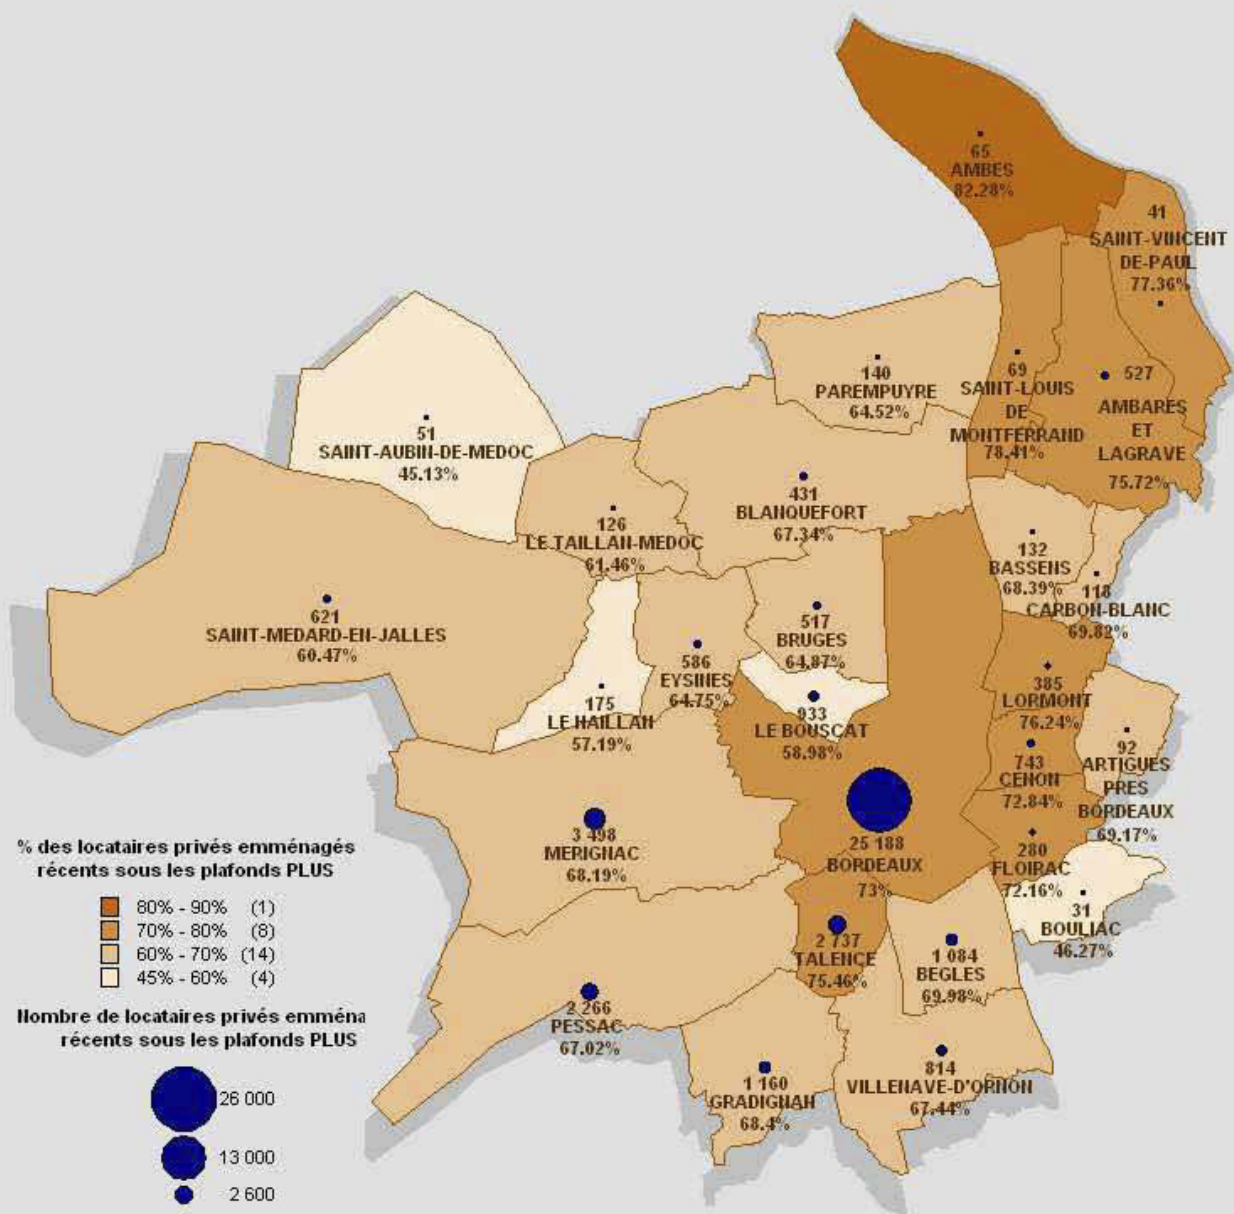 65
AMBES
82.28%
41
SAINT-VINCENT
DE-PAUL
77.36%
140
PAREMPUYRE
64.52%
69
SAINT-LOUIS
DE
MONTFERRAND
78.41%
527
AMBARES
ET
LAGRAVE
75.72%
51
SAINT-AUBIN-DE-MEDOC
45.13%
431
BLANQUEFORT
67.34%
126
LE TAILLAN-MEDOC
61.46%
132
BASSENS
68.39%
118
CARBON-BLANC
69.82%
621
SAINT-MEDARD-EN-JALLES
60.47%
517
BRUGES
64.87%
586
EYSINES
64.75%
175
LE HAILLAN
57.19%
933
LE BOUSCAT
58.98%
385
LORMONT
76.24%
743
CENON
72.84%
92
ARTIGUES
PRES
BORDEAUX
69.17%
3 498
MERIGNAC
68.19%
25 188
BORDEAUX
73%
280
FLOIRAC
72.16%
31
BOULIAC
46.27%
2 737
TALENCE
75.46%
1 084
BEGLES
69.98%
2 266
PESSAC
67.02%
1 160
GRADIGNAN
68.4%
814
VILLENAVE-D'ORNON
67.44%
% des locataires privés emménagés
récents sous les plafonds PLUS
80% - 90% (1)
70% - 80% (8)
60% - 70% (14)
45% - 60% (4)
Nombre de locataires privés emména
récents sous les plafonds PLUS
26 000
13 000
2 600